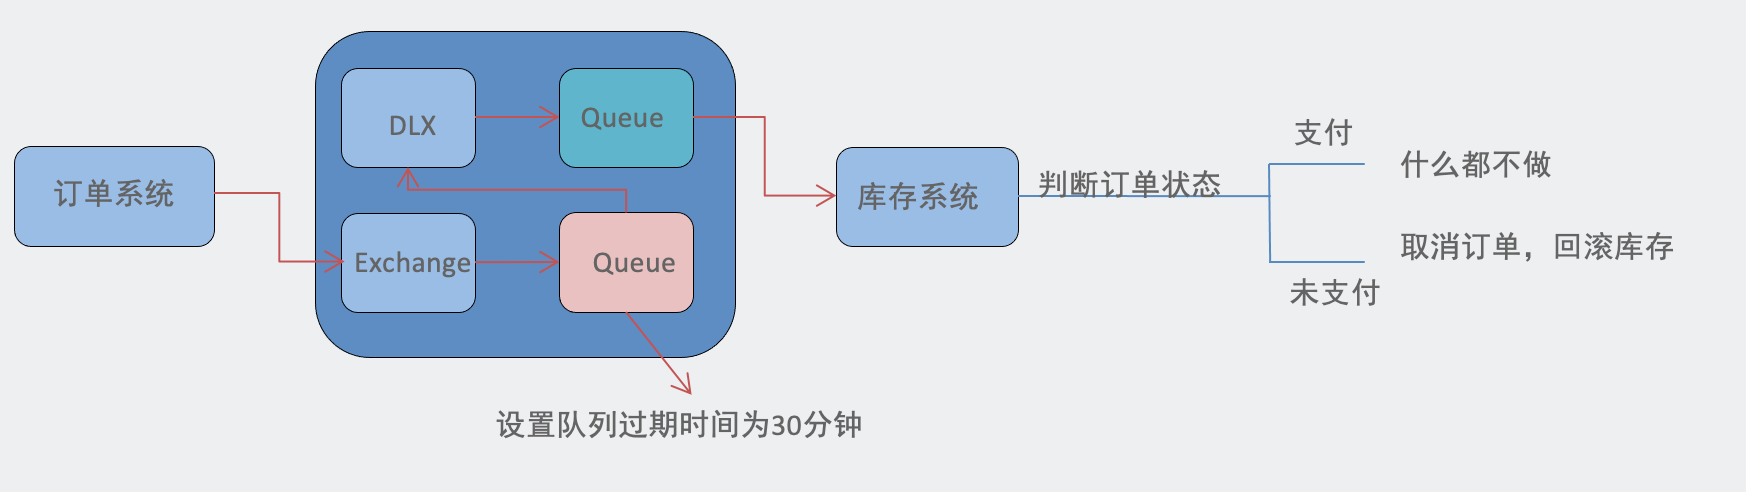 订单系统
DLX
Queue
Exchange
Queue
设置队列过期时间为30分钟
库存系统
判断订单状态
支付
什么都不做
取消订单，回滚库存
未支付